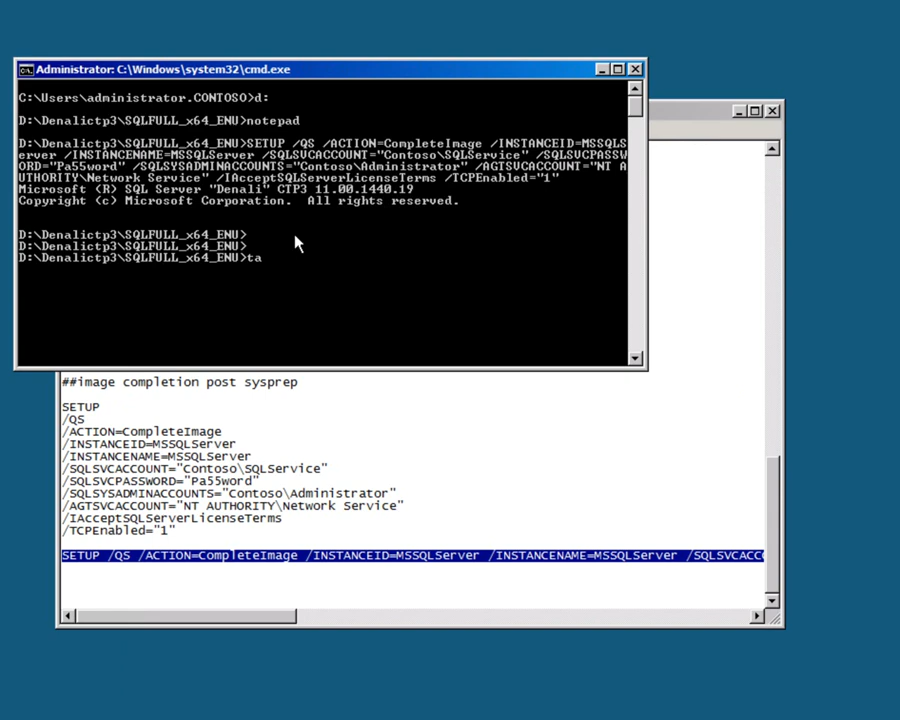 Administrator: C:\Windows\system32\cmd.exe
C:\Users\administrator.CONTOSO>d:
D:\Denalictp3\SQLFULL_x64_ENU>notepad
D:\Denalictp3\SQLFULL_x64_ENU>SETUP /QS /ACTION=CompleteImage /INSTANCEID=MSSQLS
erver /INSTANCENAME=MSSQLServer /SQLSVCACCOUNT="Contoso\SQLService" /SQLSVCPASSW
ORD="Pa55word" /SQLSYSADMINACCOUNTS="Contoso\Administrator" /AGTSVCACCOUNT="NT A
UTHORITY\Network Service" /IAcceptSQLServerLicenseTerms /TCPEnabled="1"
Microsoft (R) SQL Server "Denali" CTP3 11.00.1440.19
Copyright (c) Microsoft Corporation.  All rights reserved.
D:\Denalictp3\SQLFULL_x64_ENU>
D:\Denalictp3\SQLFULL_x64_ENU>
D:\Denalictp3\SQLFULL_x64_ENU>ta
##image completion post sysprep
SETUP
/QS
/ACTION=CompleteImage
/INSTANCEID=MSSQLServer
/INSTANCENAME=MSSQLServer
/SQLSVCACCOUNT="Contoso\SQLService"
/SQLSVCPASSWORD="Pa55word"
/SQLSYSADMINACCOUNTS="Contoso\Administrator"
/AGTSVCACCOUNT="NT AUTHORITY\Network Service"
/IAcceptSQLServerLicenseTerms
/TCPEnabled="1"
SETUP /QS /ACTION=CompleteImage /INSTANCEID=MSSQLServer /INSTANCENAME=MSSQLServer /SQLSVCACC